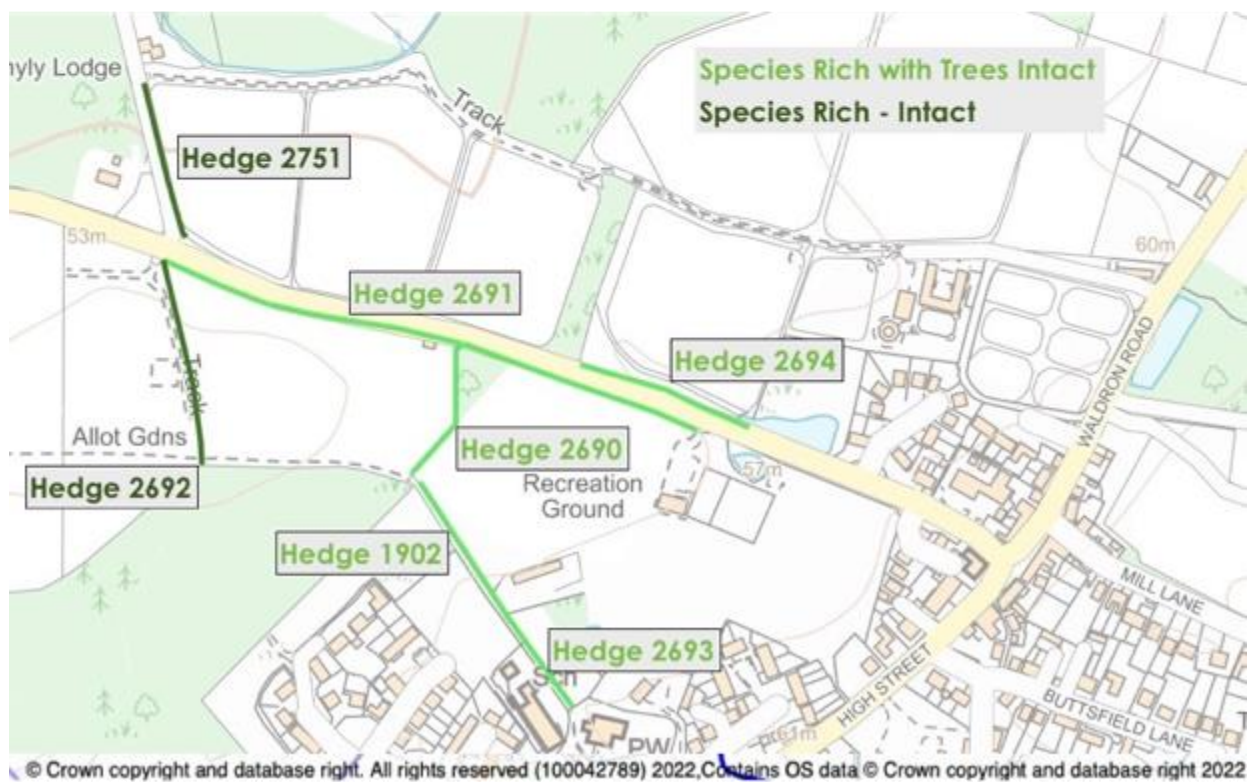 nyly Lodge
Species Rich with Trees Intact
Species Rich - Intact
Track
Hedge 2751
53m
60m
Hedge 2691
Hedge 2694
WALDRON ROAD
Track
Allot Gdns
Hedge 2690
57m
Hedge 2692
Recreation
Ground
Hedge 1902
MILL LANE
Hedge 2693
Sch
HIGH STREET
BUTTSFIELD LANE
T
PW
pt61m
© Crown copyright and database right. All rights reserved (100042789) 2022,Contains OS data © Crown copyright and database right 2022